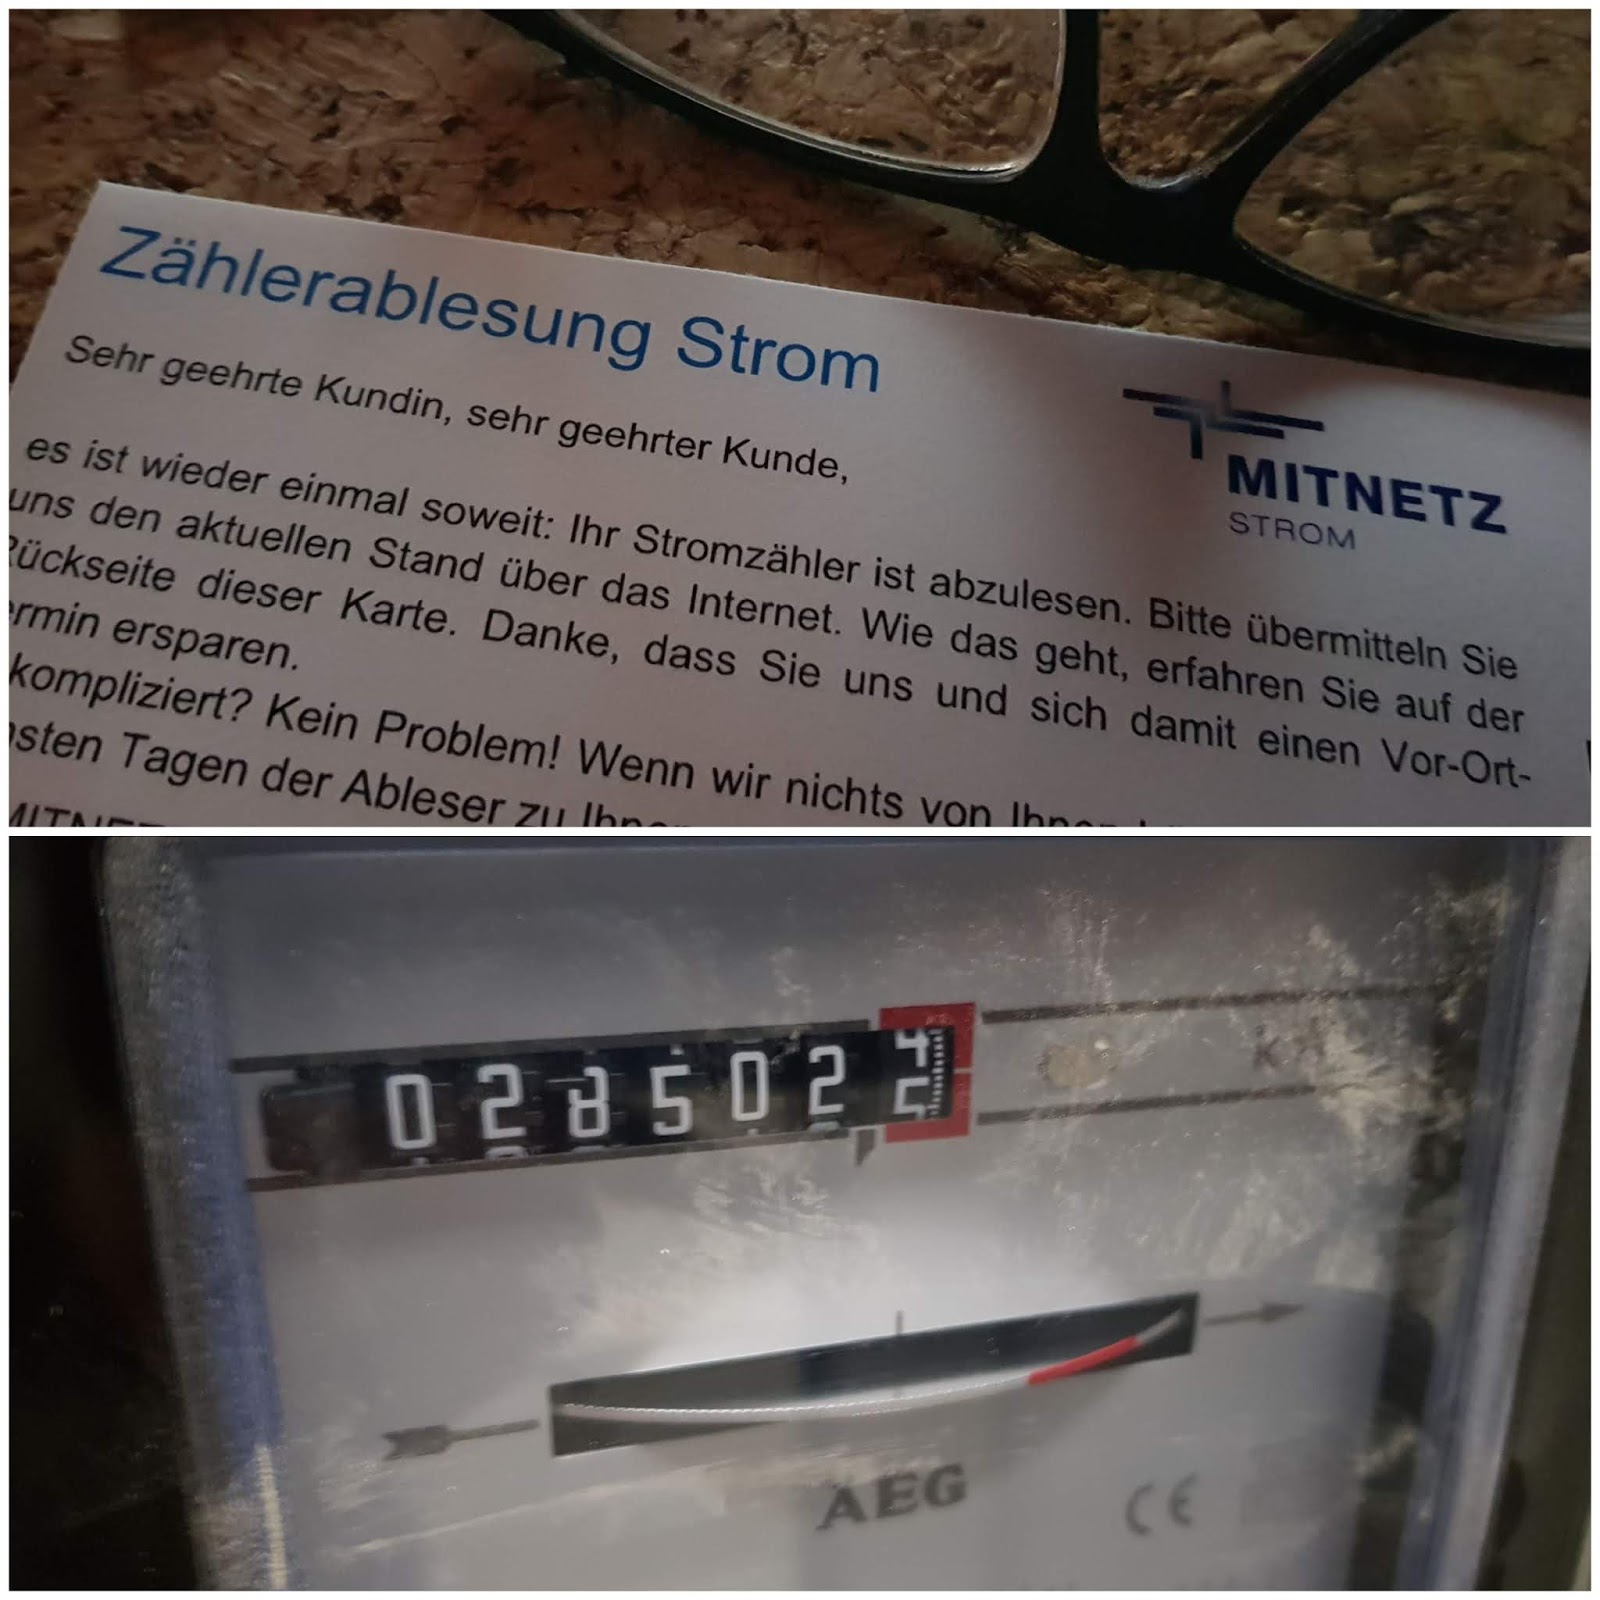 Zählerablesung Strom
Sehr geehrte Kundin, sehr geehrter Kunde,
MITNETZ
STROM
es ist wieder einmal soweit: Ihr Stromzähler ist abzulesen. Bitte übermitteln Sie
uns den aktuellen Stand über das Internet. Wie das geht, erfahren Sie auf der
Rückseite dieser Karte. Danke, dass Sie uns und sich damit einen Vor-Ort-
ermin ersparen.
kompliziert? Kein Problem! Wenn wir nichts von Ihnen
sten Tagen der Ableser zu Ihnen
028502
AEG
CE